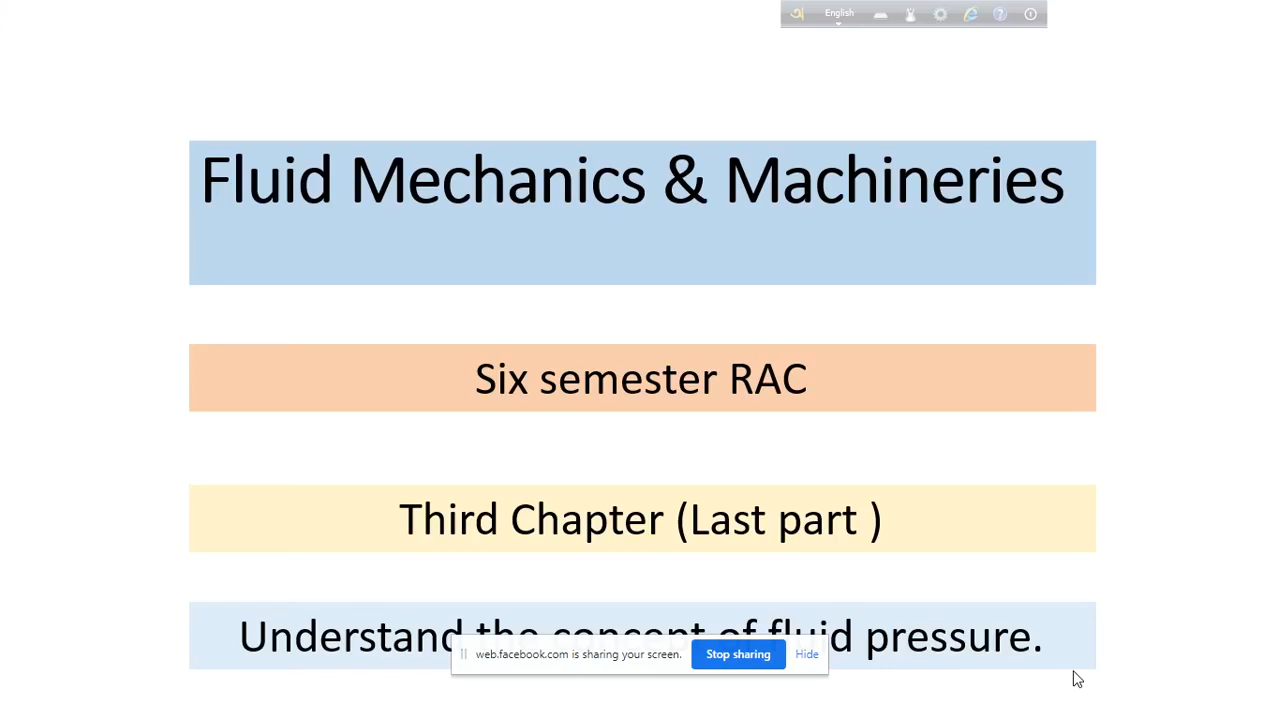 অ English
Fluid Mechanics & Machineries
Six semester RAC
Third Chapter (Last part )
Understand the concept of fluid pressure.
web.facebook.com is sharing your screen. Stop sharing Hide